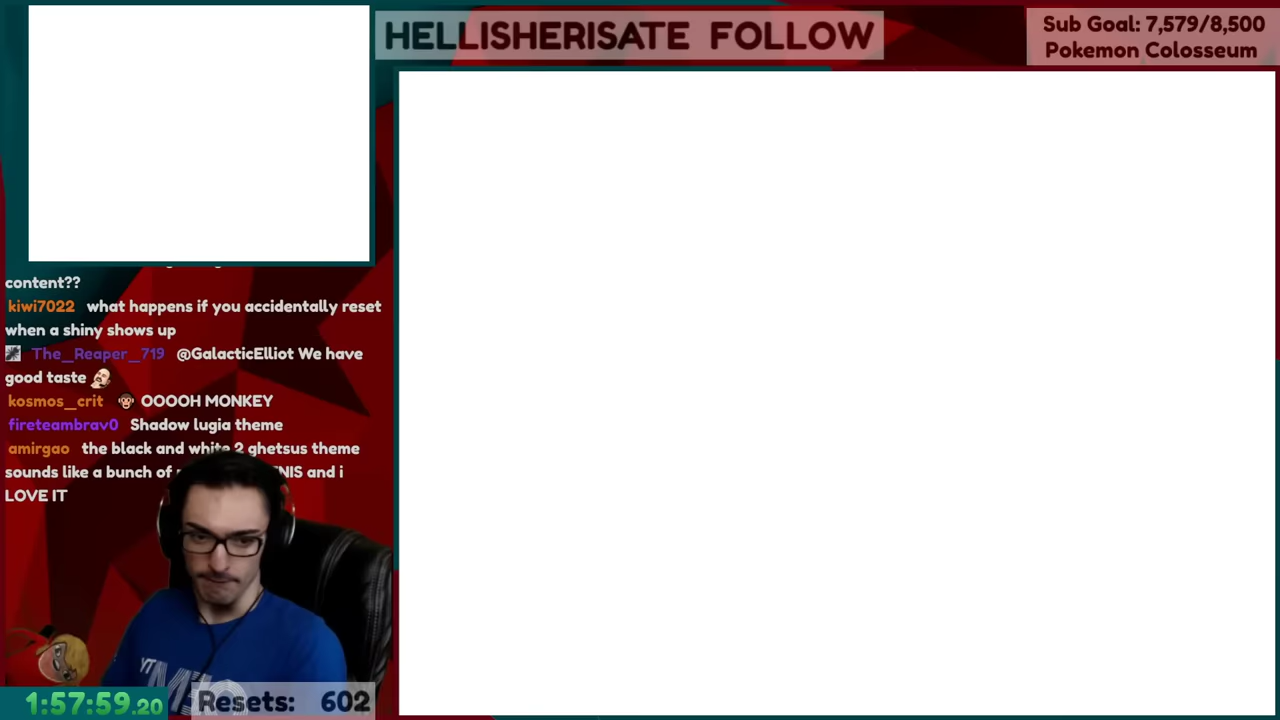 HELLISHERISATE FOLLOW
Sub Goal: 7,579/8,500
Pokemon Colosseum
content??
kiwi7022 what happens if you accidentally reset
when a shiny shows up
The_Reaper_719 @GalacticElliot We have
good taste
kosmos_crit OOOOH MONKEY
fireteambrav0 Shadow lugia theme
amirgao the black and white 2 ghetsus theme
sounds like a bunch of and i
LOVE IT
YT
1:57:59.20
Resets: 602